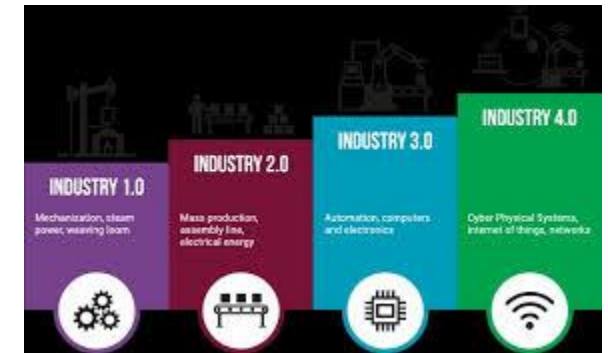 INDUSTRY 1.0
Mechanization, steam
power, weaving loom
INDUSTRY 2.0
Mass production,
assembly line,
electrical energy
INDUSTRY 3.0
Automation, computers
and electronics
INDUSTRY 4.0
Cyber Physical Systems,
internet of things, networks